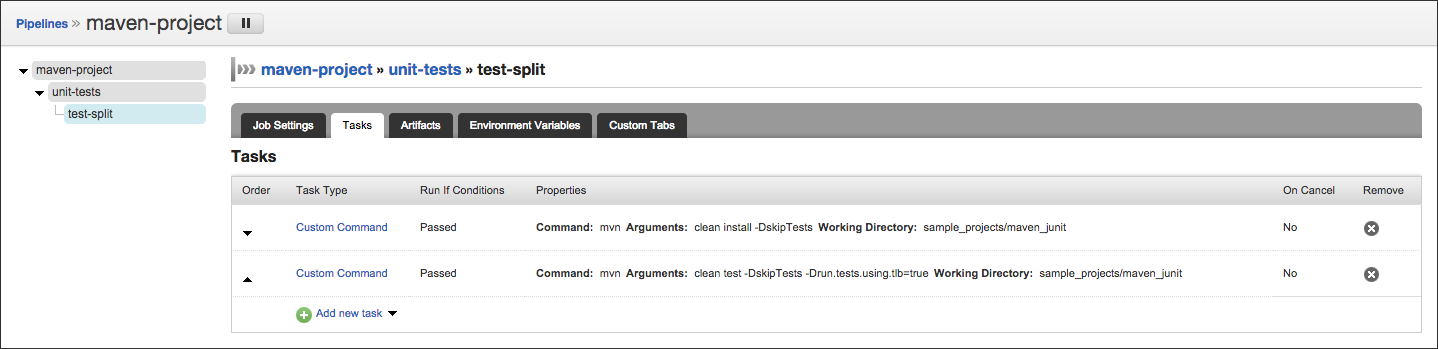 Pipelines » maven-project
maven-project
unit-tests
test-split
maven-project » unit-tests » test-split
Job Settings Tasks Artifacts Environment Variables Custom Tabs
Tasks
Order Task Type Run If Conditions Properties On Cancel Remove
Custom Command Passed Command: mvn Arguments: clean install -DskipTests Working Directory: sample_projects/maven_junit No
Custom Command Passed Command: mvn Arguments: clean test -DskipTests -Drun.tests.using.tlb=true Working Directory: sample_projects/maven_junit No
Add new task